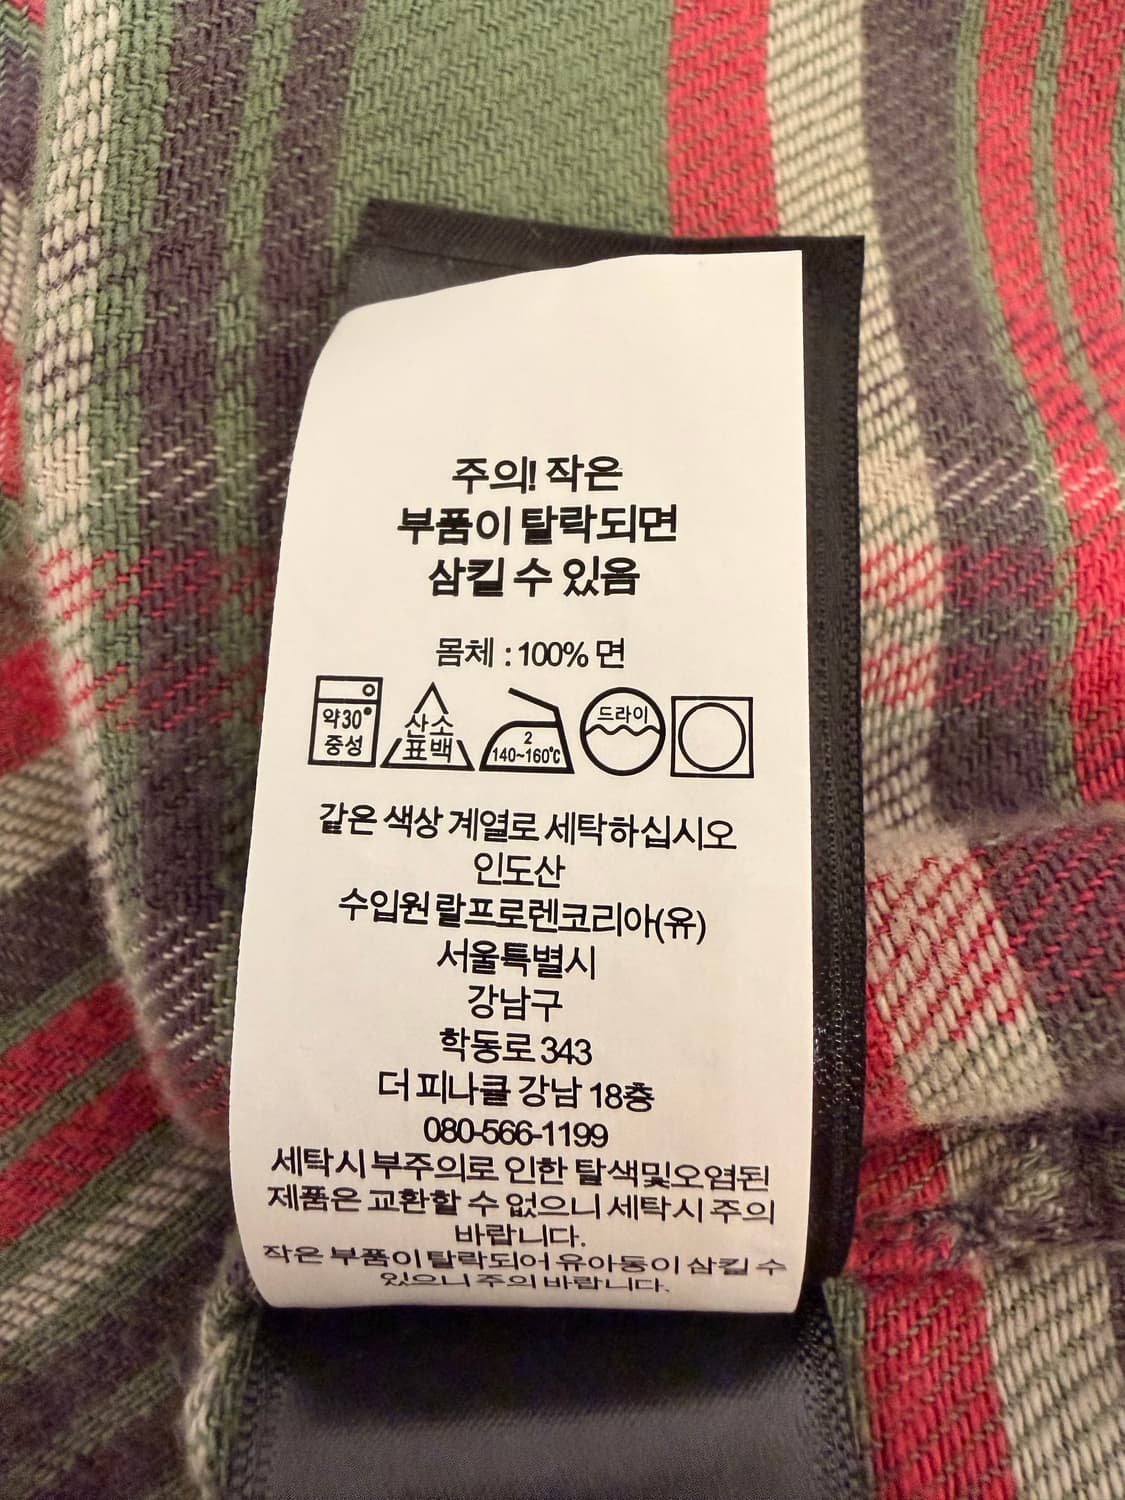 주의! 작은
부품이 탈락되면
삼킬 수 있음
몸체 : 100% 면
약30°
중성
산소
표백
2
140~160℃
드라이
같은 색상 계열로 세탁하십시오
인도산
수입원 랄프로렌코리아(유)
서울특별시
강남구
학동로 343
더 피나클 강남 18층
080-566-1199
세탁시 부주의로 인한 탈색및오염된
제품은 교환할 수 없으니 세탁시 주의
바랍니다.
작은 부품이 탈락되어 유아동이 삼킬 수
있으니 주의 바랍니다.